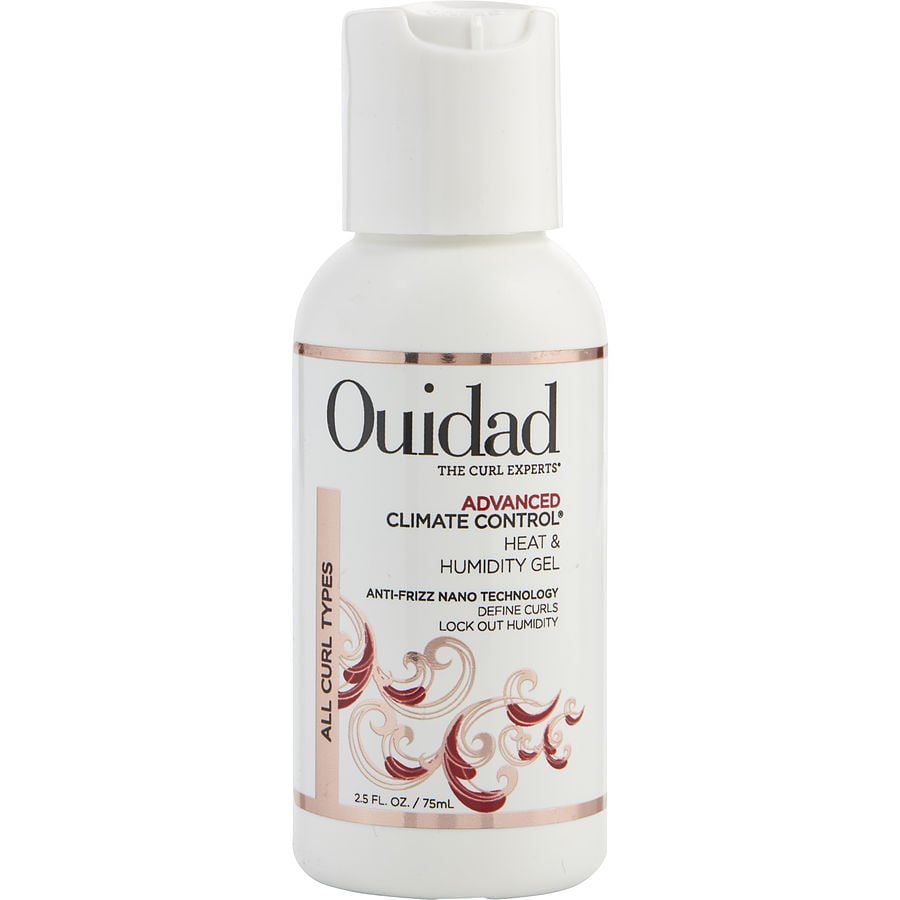 Ouidad
THE CURL EXPERTS®
ADVANCED
CLIMATE CONTROL®
HEAT &
HUMIDITY GEL
ANTI-FRIZZ NANO TECHNOLOGY
DEFINE CURLS
LOCK OUT HUMIDITY
ALL CURL TYPES
2.5 FL. OZ. / 75mL